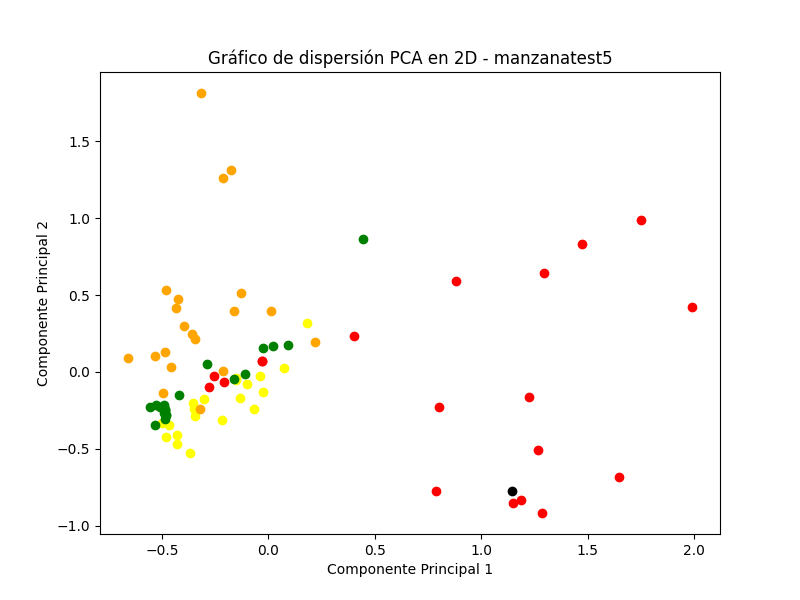 Gráfico de dispersión PCA en 2D - manzanatest5
1.5
1.0
0.5
0.0
−0.5
−1.0
Componente Principal 2
−0.5 0.0 0.5 1.0 1.5 2.0
Componente Principal 1